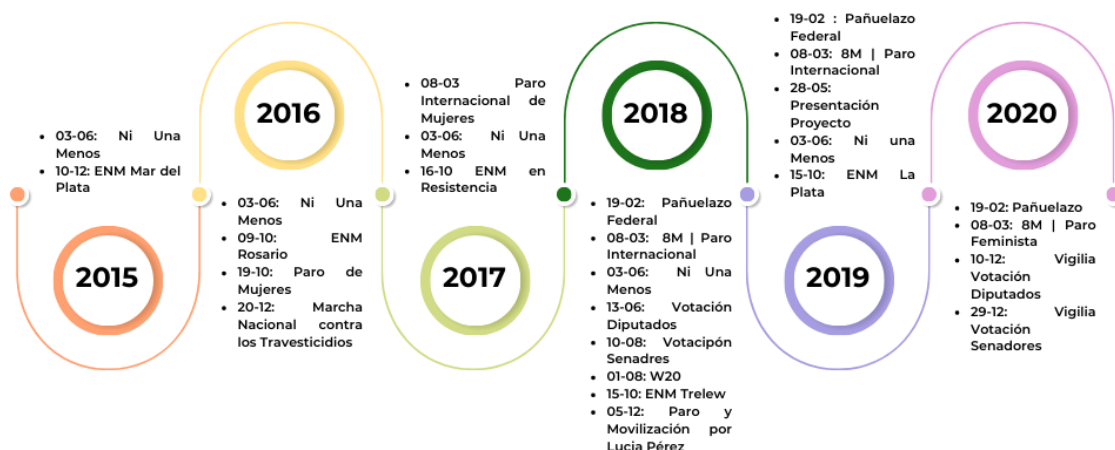 2015
• 03-06: Ni Una
Menos
• 10-12: ENM Mar del
Plata
2016
• 03-06: Ni Una
Menos
• 09-10: ENM
Rosario
• 19-10: Paro de
Mujeres
• 20-12: Marcha
Nacional contra
los Travesticidios
2017
• 08-03 Paro
Internacional de
Mujeres
• 03-06: Ni Una
Menos
• 16-10 ENM en
Resistencia
2018
• 19-02: Pañuelazo
Federal
• 08-03: 8M | Paro
Internacional
• 03-06: Ni Una
Menos
• 13-06: Votación
Diputados
• 10-08: Votacipón
Senadres
• 01-08: W20
• 15-10: ENM Trelew
• 05-12: Paro y
Movilización por
Lucia Pérez
2019
• 19-02 : Pañuelazo
Federal
• 08-03: 8M | Paro
Internacional
• 28-05:
Presentación
Proyecto
• 03-06: Ni una
Menos
• 15-10: ENM La
Plata
2020
• 19-02: Pañuelazo
• 08-03: 8M | Paro
Feminista
• 10-12: Vigilia
Votación
Diputados
• 29-12: Vigilia
Votación
Senadores